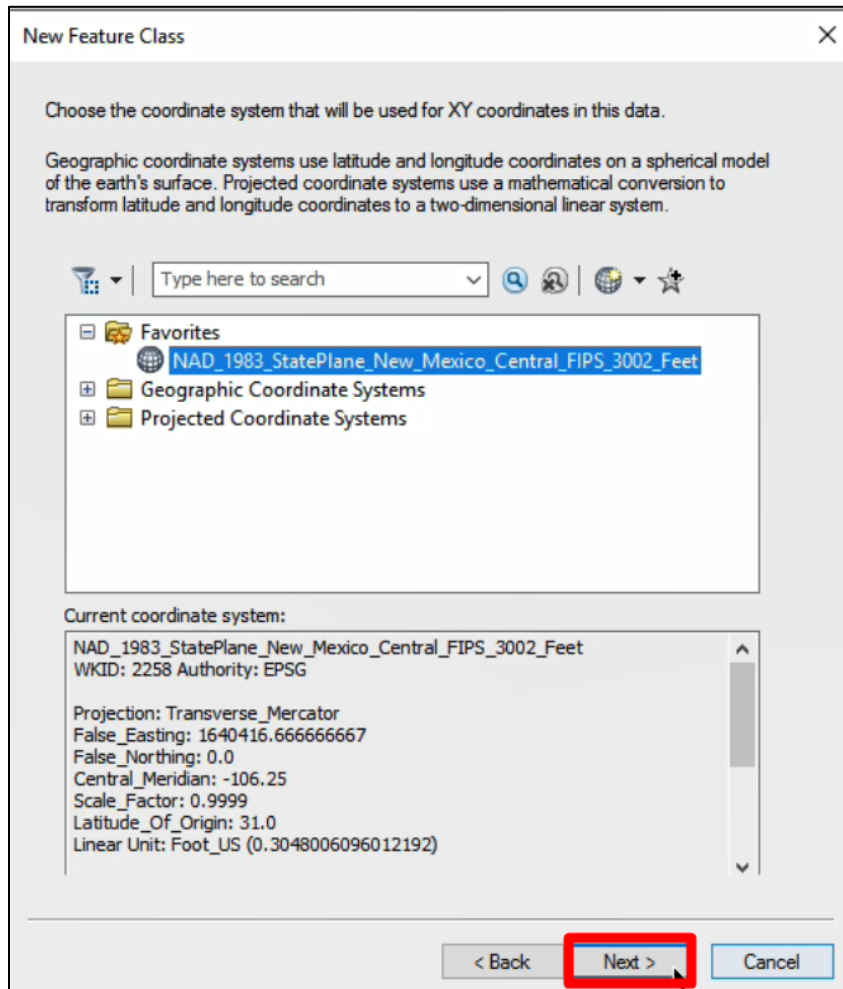 New Feature Class
Choose the coordinate system that will be used for XY coordinates in this data.
Geographic coordinate systems use latitude and longitude coordinates on a spherical model
of the earth's surface. Projected coordinate systems use a mathematical conversion to
transform latitude and longitude coordinates to a two-dimensional linear system.
Type here to search
Favorites
NAD_1983_StatePlane_New_Mexico_Central_FIPS_3002_Feet
Geographic Coordinate Systems
Projected Coordinate Systems
Current coordinate system:
NAD_1983_StatePlane_New_Mexico_Central_FIPS_3002_Feet
WKID: 2258 Authority: EPSG
Projection: Transverse_Mercator
False_Easting: 1640416.666666667
False_Northing: 0.0
Central_Meridian: -106.25
Scale_Factor: 0.9999
Latitude_Of_Origin: 31.0
Linear Unit: Foot_US (0.3048006096012192)
< Back Next > Cancel